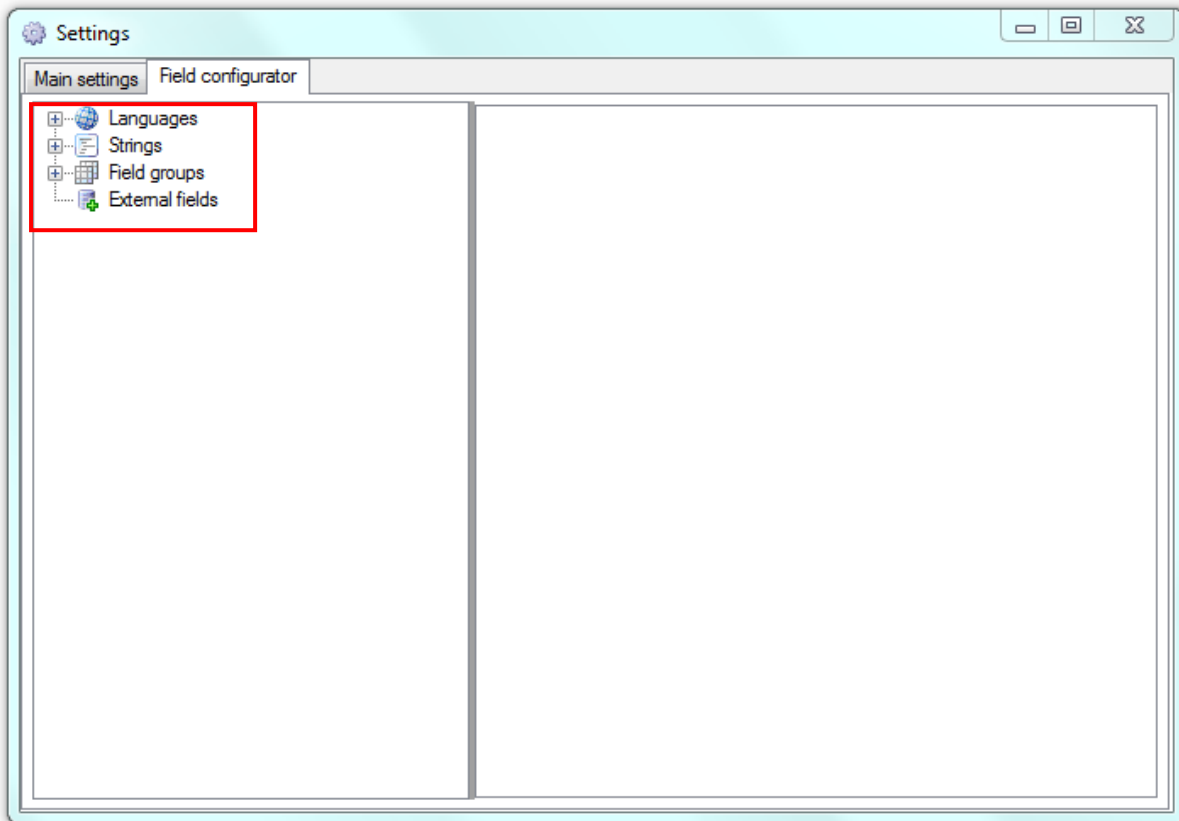 Settings
Main settings Field configurator
Languages
Strings
Field groups
External fields